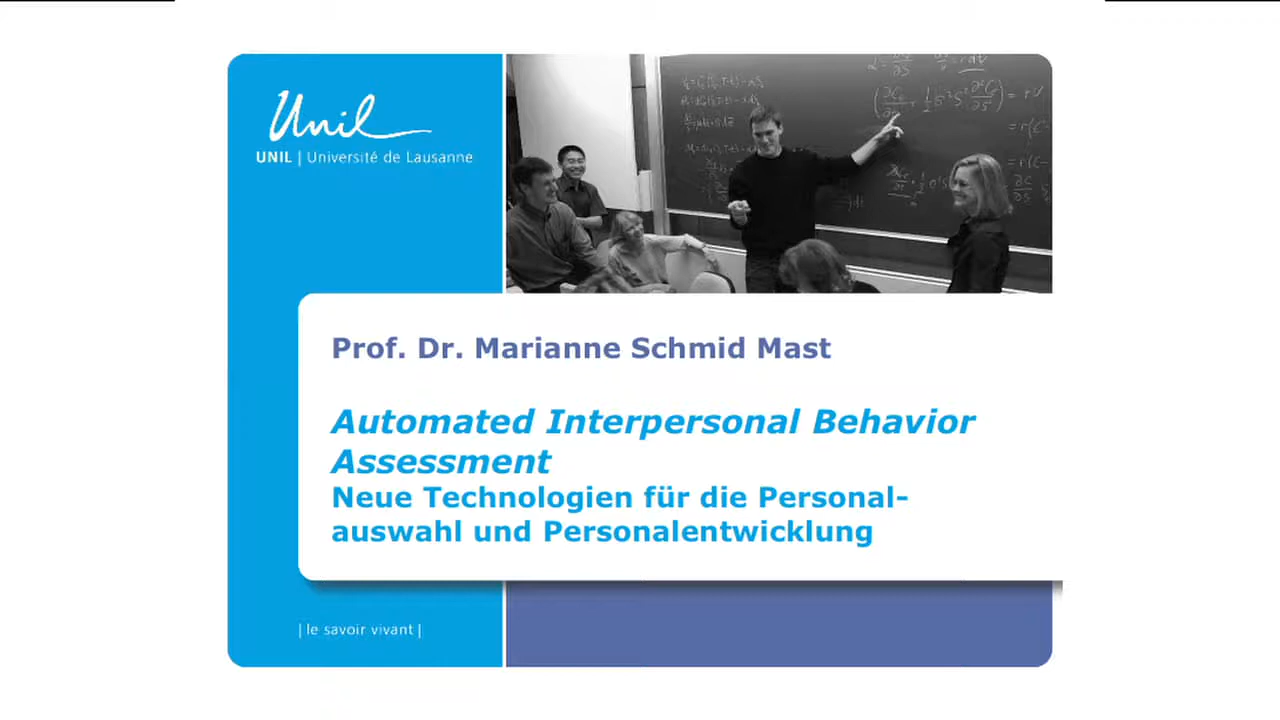 Unil
UNIL | Université de Lausanne
Prof. Dr. Marianne Schmid Mast
Automated Interpersonal Behavior
Assessment
Neue Technologien für die Personal-
auswahl und Personalentwicklung
| le savoir vivant |